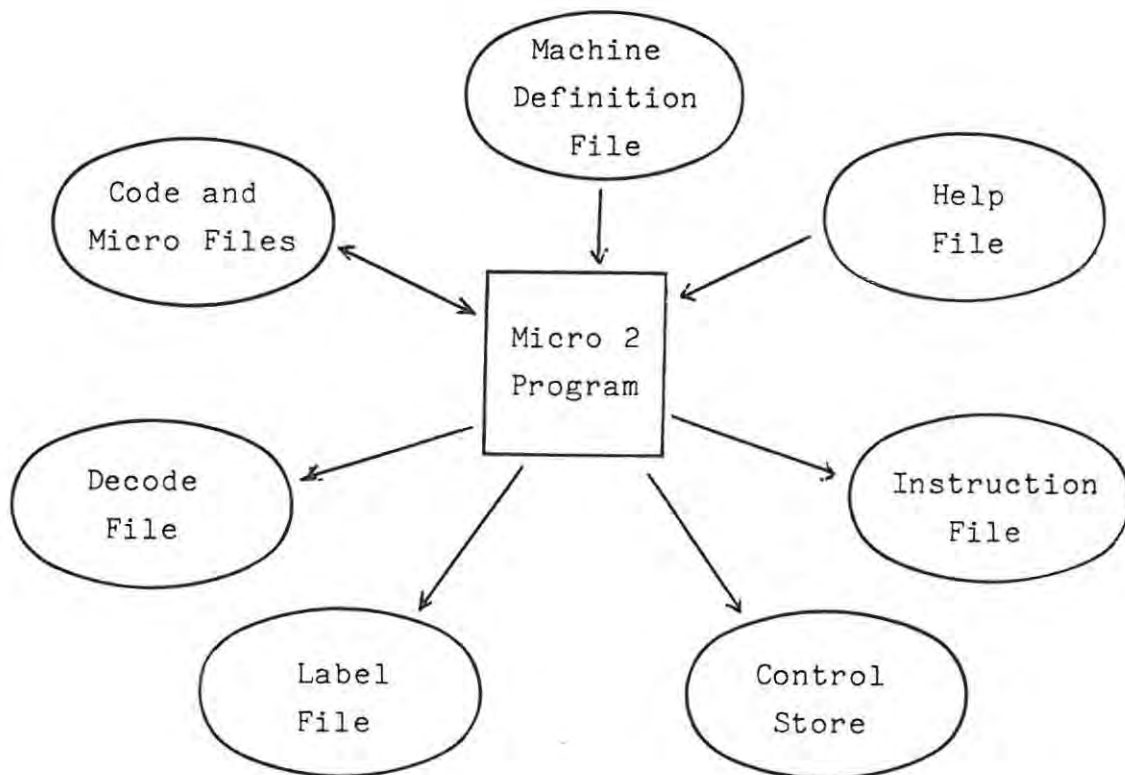 Machine
Definition
File
Code and
Micro Files
Help
File
Micro 2
Program
Decode
File
Instruction
File
Label
File
Control
Store